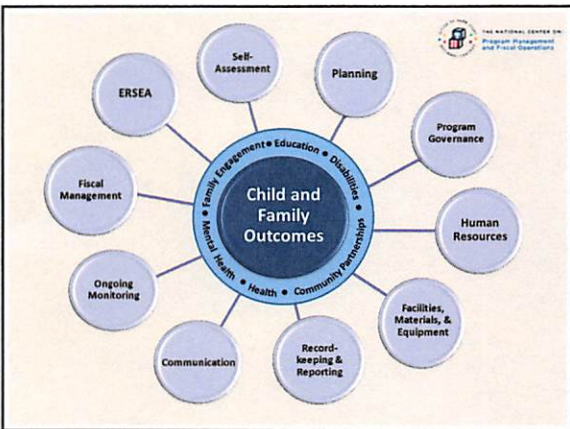 THE NATIONAL CENTER ON
Program Management
and Fiscal Operations
Self-
Assessment
Planning
Program
Governance
Human
Resources
Facilities,
Materials, &
Equipment
Record-
keeping &
Reporting
Communication
Ongoing
Monitoring
Fiscal
Management
ERSEA
Family Engagement • Education • Disabilities • Community Partnerships • Health • Mental Health •
Child and
Family
Outcomes